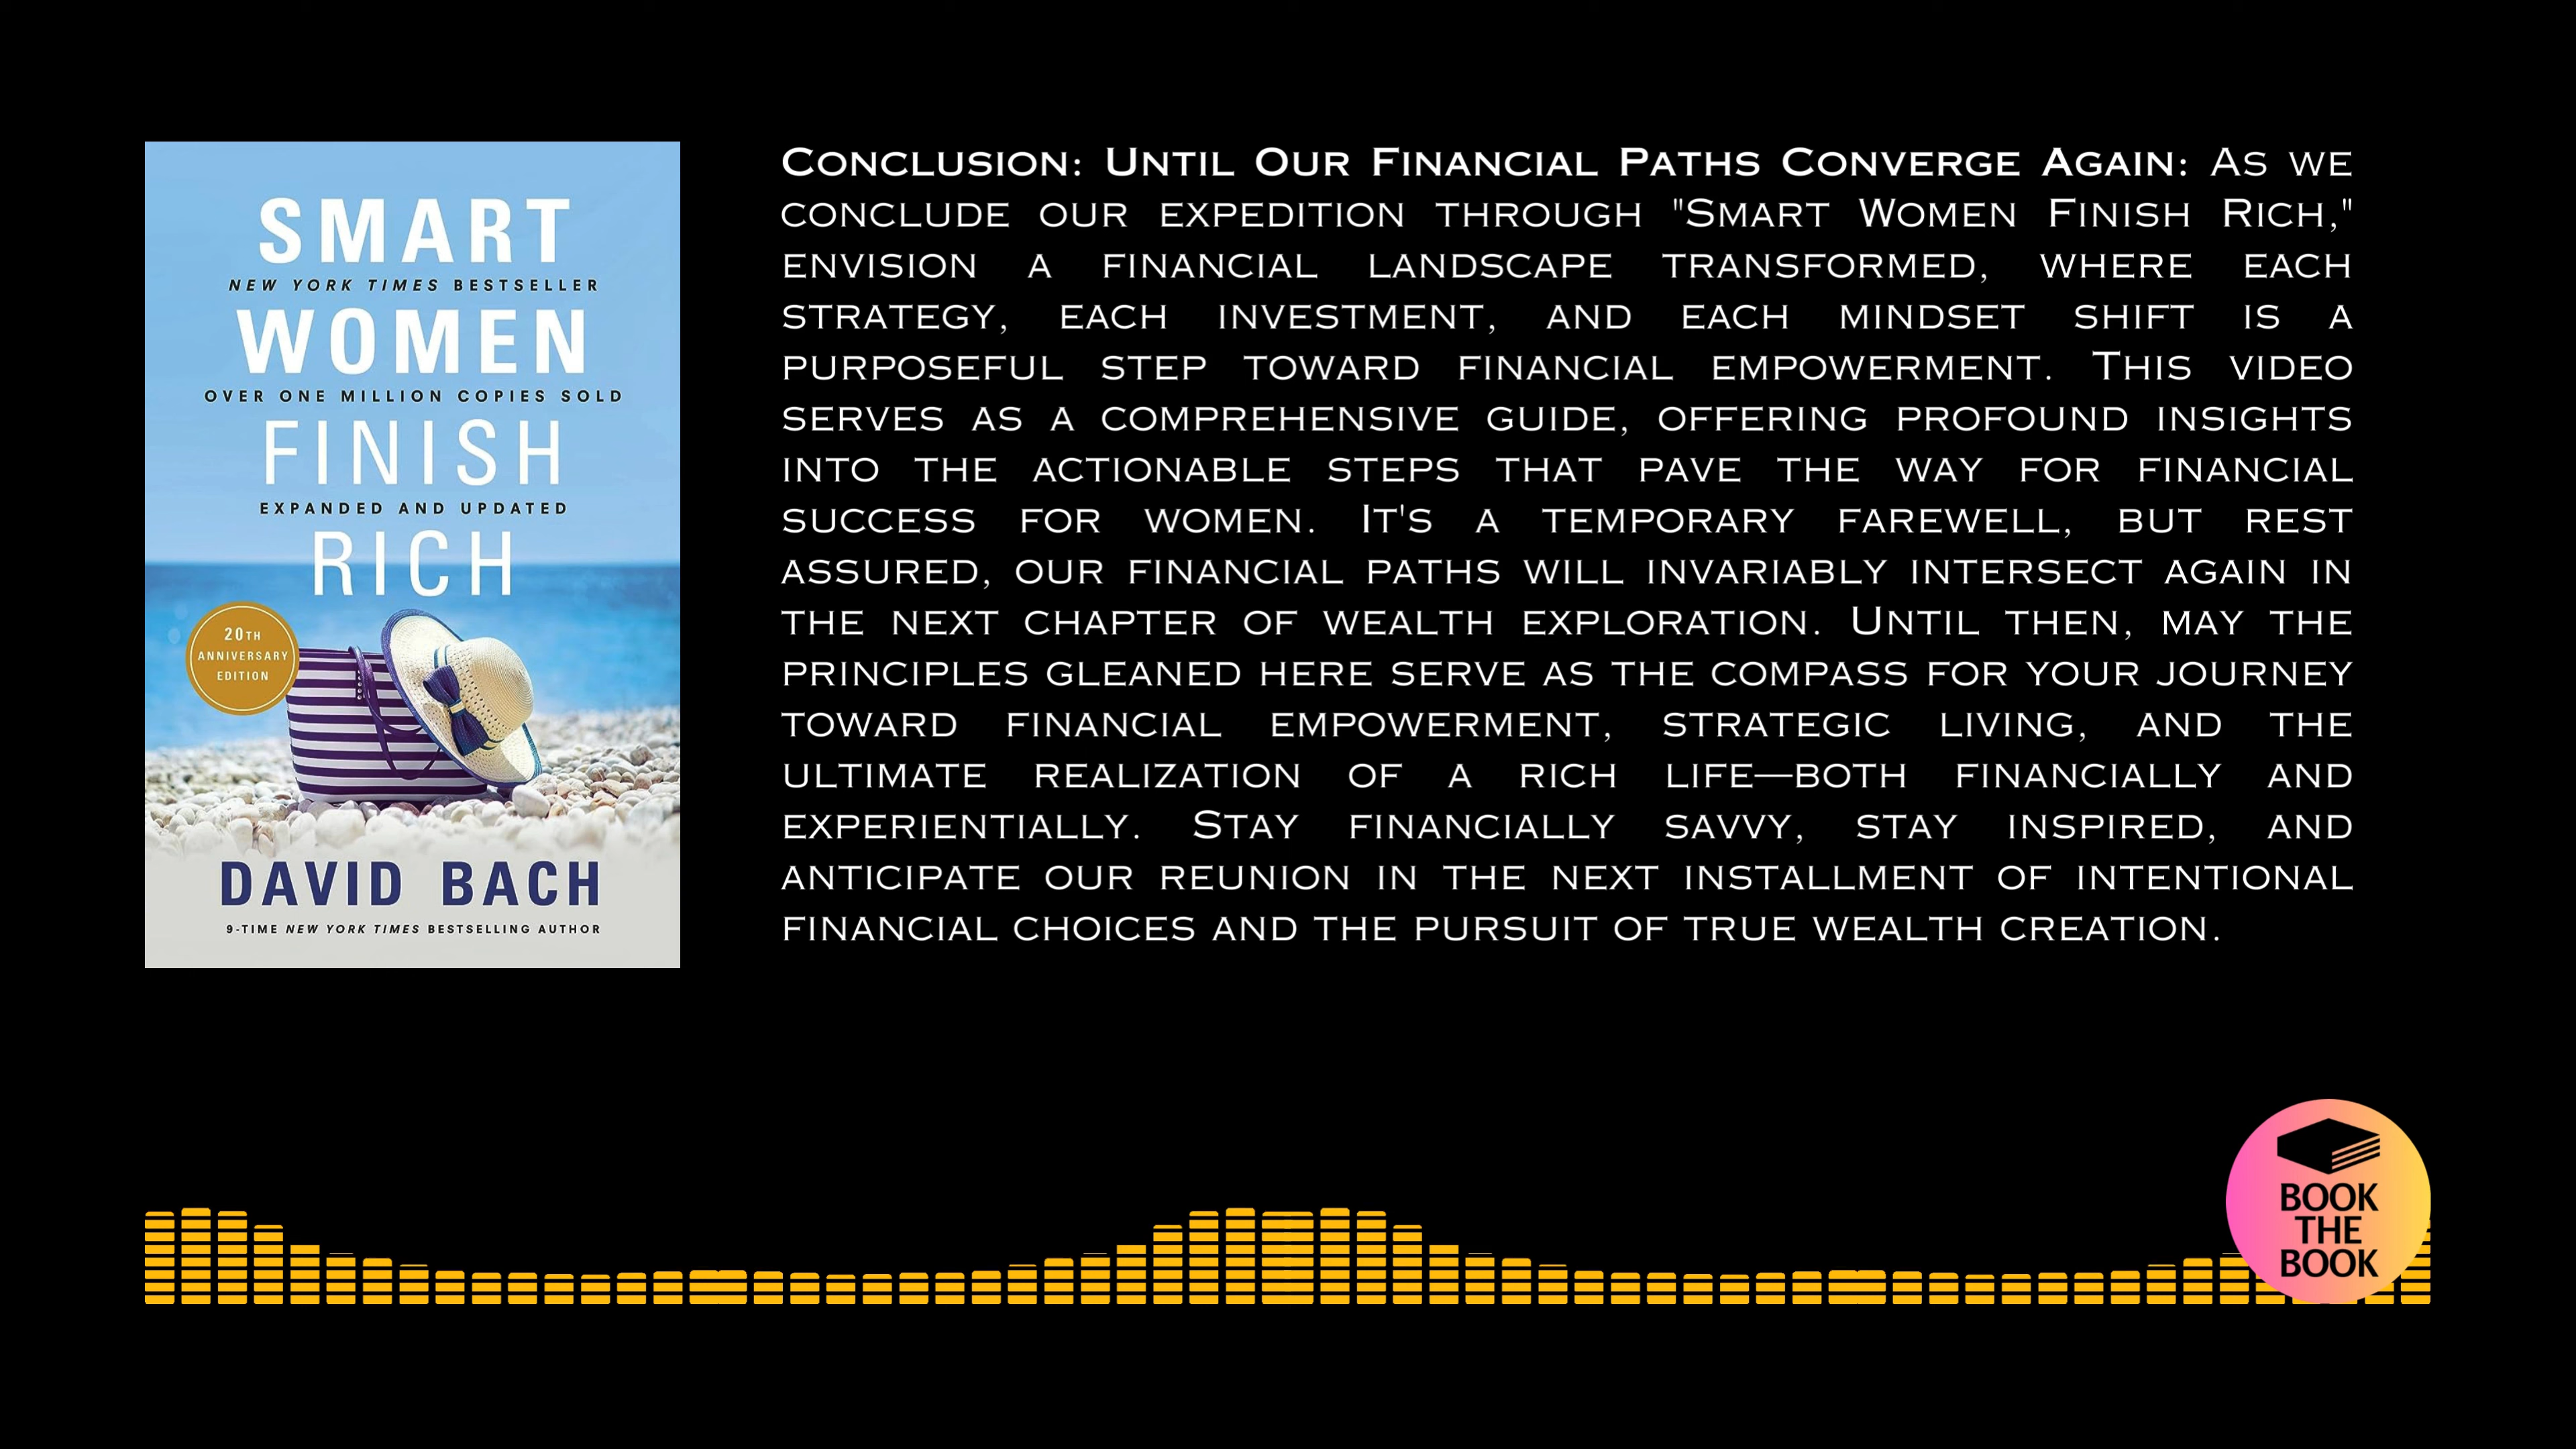 SMART
NEW YORK TIMES BESTSELLER
WOMEN
OVER ONE MILLION COPIES SOLD
FINISH
EXPANDED AND UPDATED
RICH
20TH
ANNIVERSARY
EDITION
DAVID BACH
9-TIME NEW YORK TIMES BESTSELLING AUTHOR
Conclusion: Until Our Financial Paths Converge Again: As we
conclude our expedition through "Smart Women Finish Rich,"
envision a financial landscape transformed, where each
strategy, each investment, and each mindset shift is a
purposeful step toward financial empowerment. This video
serves as a comprehensive guide, offering profound insights
into the actionable steps that pave the way for financial
success for women. It's a temporary farewell, but rest
assured, our financial paths will invariably intersect again in
the next chapter of wealth exploration. Until then, may the
principles gleaned here serve as the compass for your journey
toward financial empowerment, strategic living, and the
ultimate realization of a rich life—both financially and
experientially. Stay financially savvy, stay inspired, and
anticipate our reunion in the next installment of intentional
financial choices and the pursuit of true wealth creation.
BOOK
THE
BOOK